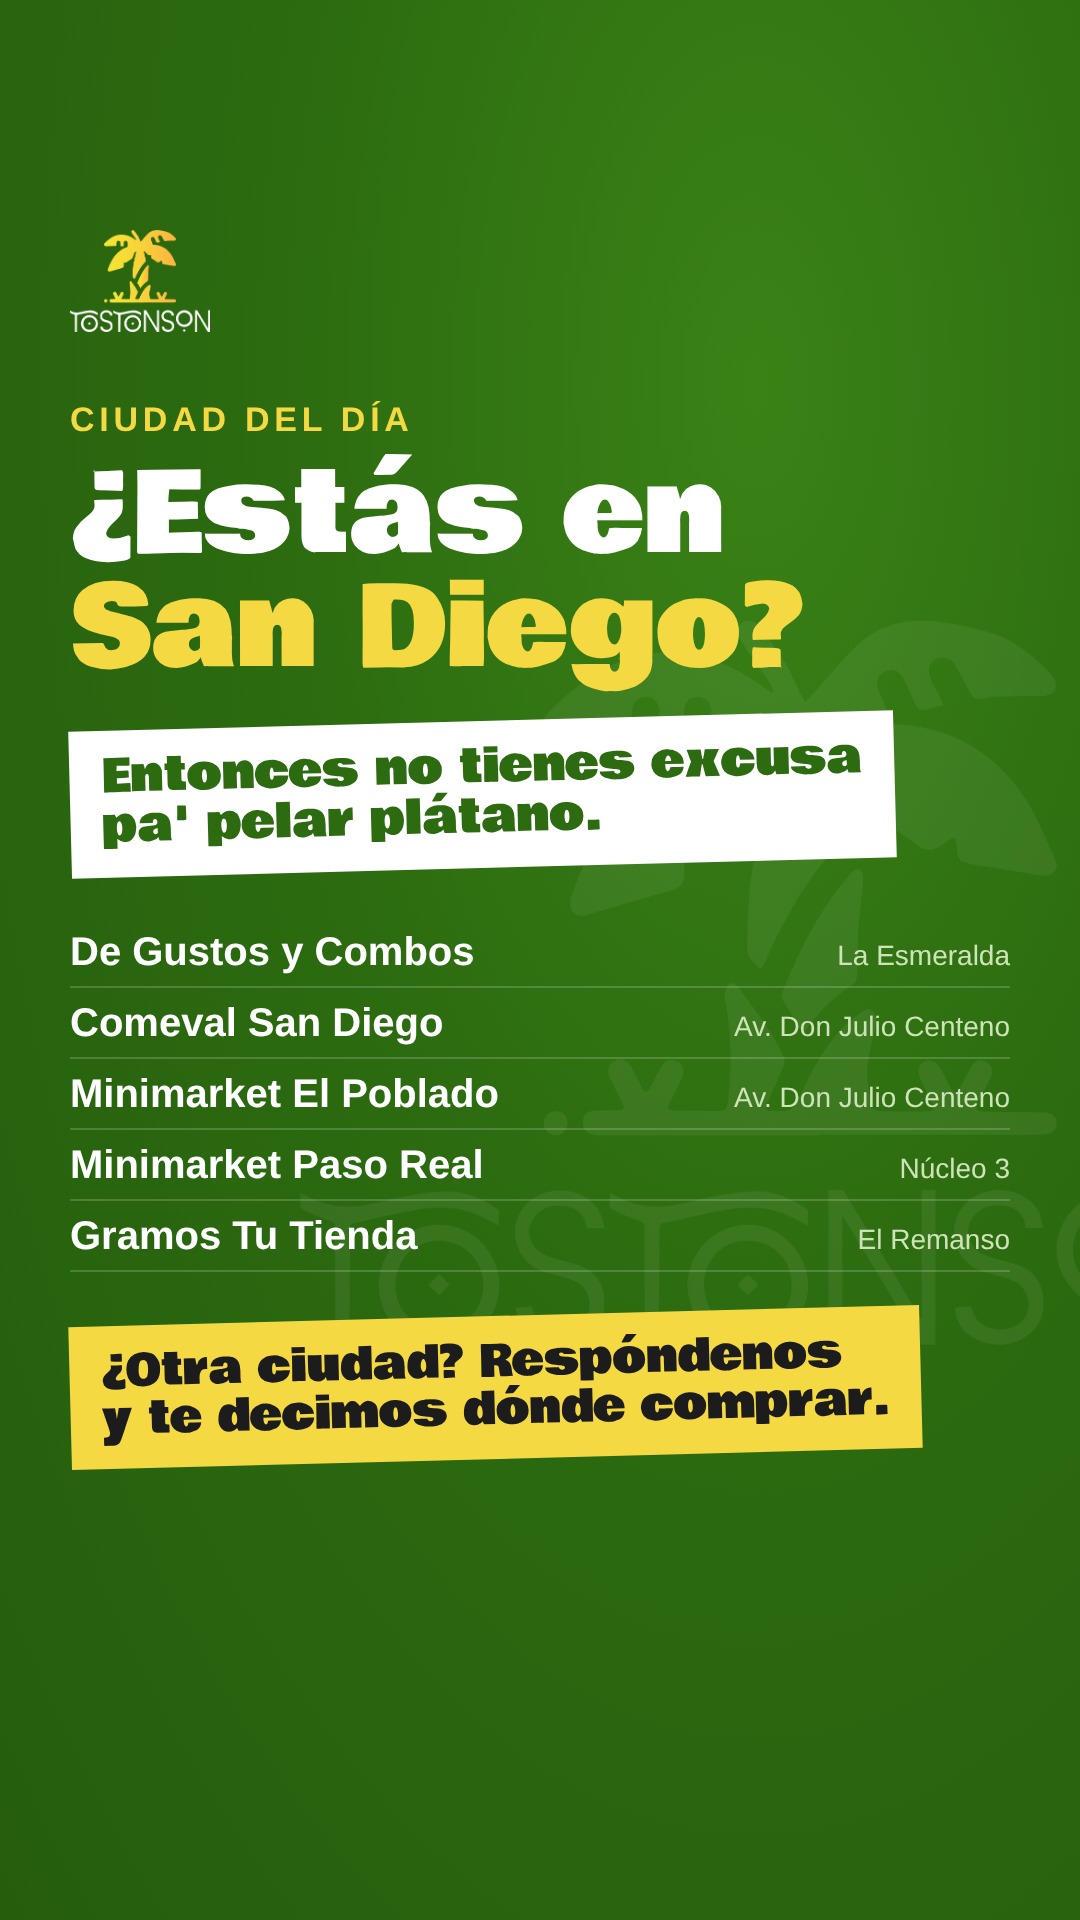 TOSTONSON
CIUDAD DEL DÍA
¿Estás en
San Diego?
Entonces no tienes excusa
pa' pelar plátano.
De Gustos y Combos La Esmeralda
Comeval San Diego Av. Don Julio Centeno
Minimarket El Poblado Av. Don Julio Centeno
Minimarket Paso Real Núcleo 3
Gramos Tu Tienda El Remanso
TOSTONSO
¿Otra ciudad? Respóndenos
y te decimos dónde comprar.